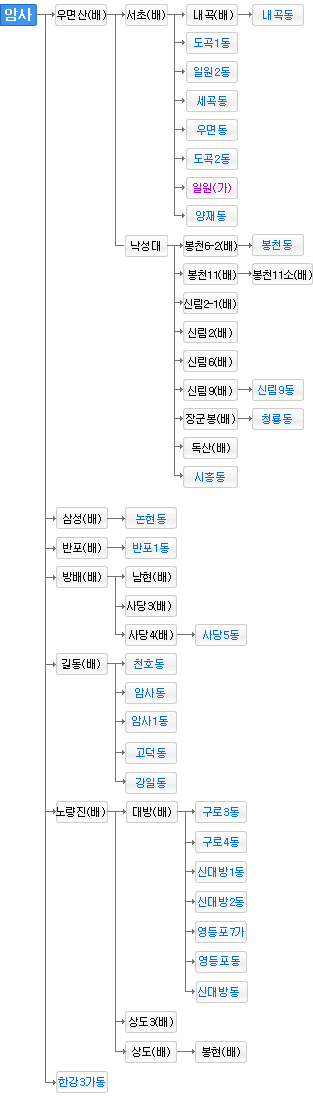 암사 우면산(배) 서초(배) 내곡(배) 내곡동
도곡1동
일원2동
세곡동
우면동
도곡2동
일원(가)
양재동
낙성대 봉천6-2(배) 봉천동
봉천11(배) 봉천11소(배)
신림2-1(배)
신림2(배)
신림6(배)
신림9(배) 신림9동
장군봉(배) 청룡동
독산(배)
시흥동
삼성(배) 논현동
반포(배) 반포1동
방배(배) 남현(배)
사당3(배)
사당4(배) 사당5동
길동(배) 천호동
암사동
암사1동
고덕동
강일동
노량진(배) 대방(배) 구로3동
구로4동
신대방1동
신대방2동
영등포7가
영등포동
신대방동
상도3(배)
상도(배) 봉현(배)
한강3가동